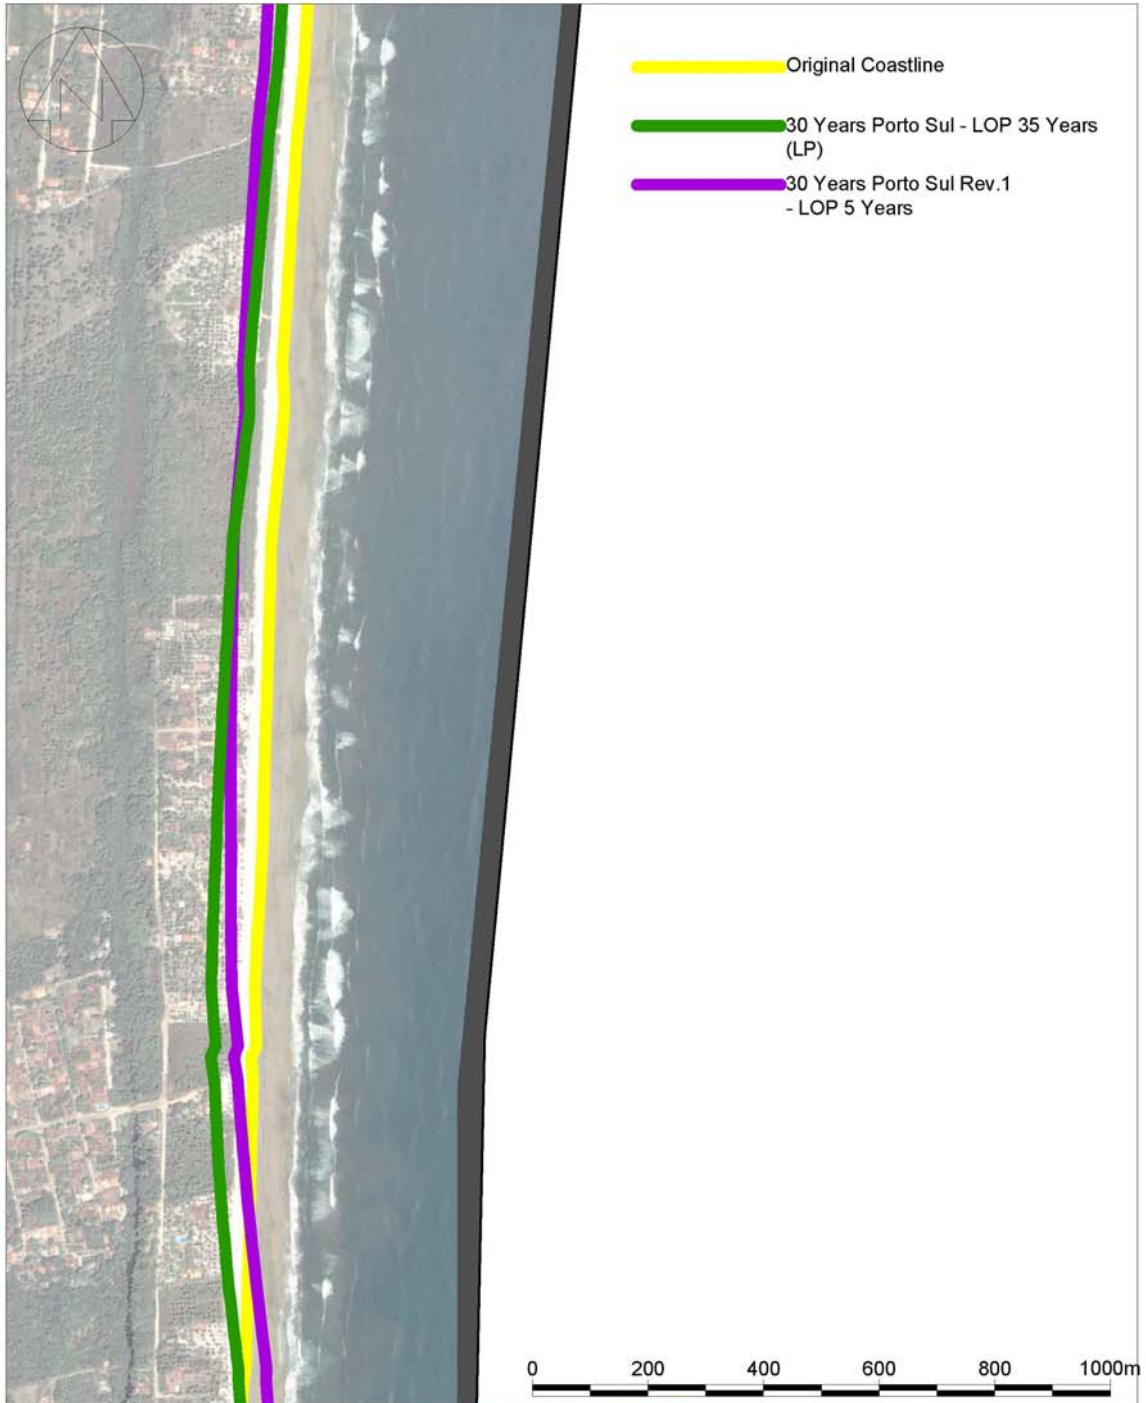 N
Original Coastline
30 Years Porto Sul - LOP 35 Years
(LP)
30 Years Porto Sul Rev.1
- LOP 5 Years
0 200 400 600 800 1000m